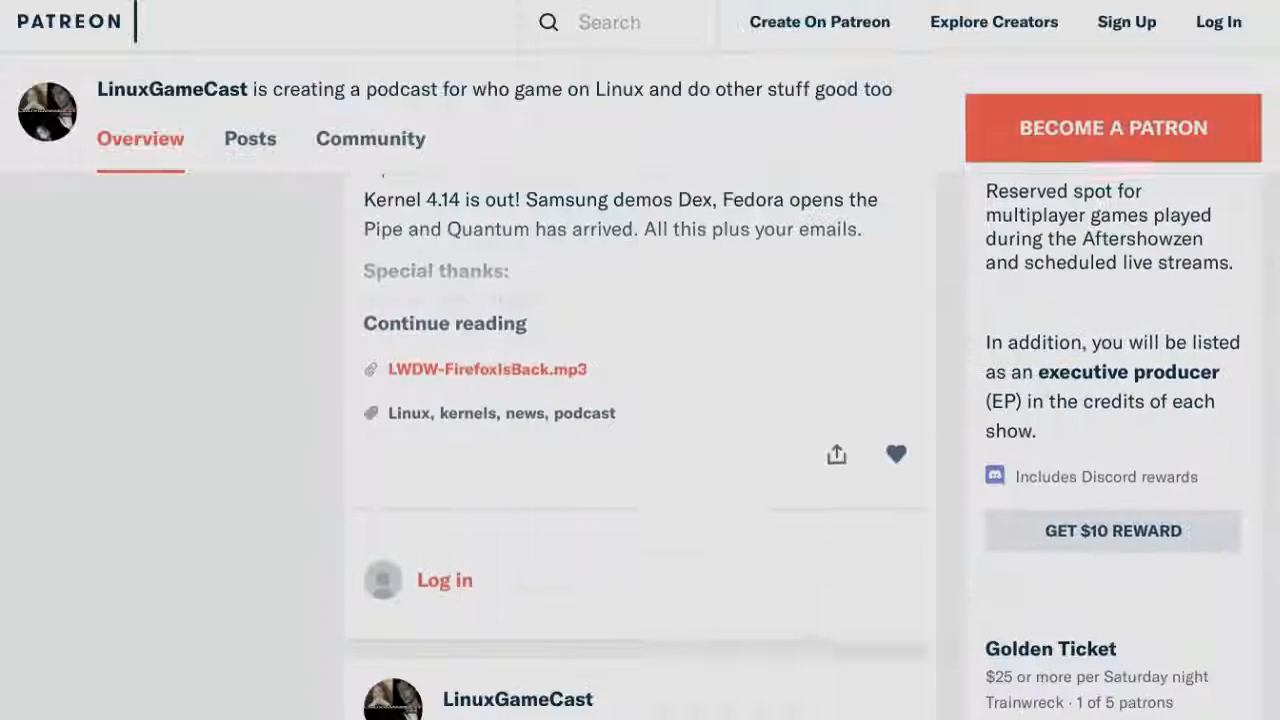 PATREON
Search
Create On Patreon
Explore Creators
Sign Up
Log In
LinuxGameCast is creating a podcast for who game on Linux and do other stuff good too
Overview
Posts
Community
BECOME A PATRON
Kernel 4.14 is out! Samsung demos Dex, Fedora opens the
Pipe and Quantum has arrived. All this plus your emails.
Special thanks:
Continue reading
LWDW-FirefoxIsBack.mp3
Linux, kernels, news, podcast
Log in
LinuxGameCast
Reserved spot for
multiplayer games played
during the Aftershowzen
and scheduled live streams.
In addition, you will be listed
as an executive producer
(EP) in the credits of each
show.
Includes Discord rewards
GET $10 REWARD
Golden Ticket
$25 or more per Saturday night
Trainwreck · 1 of 5 patrons